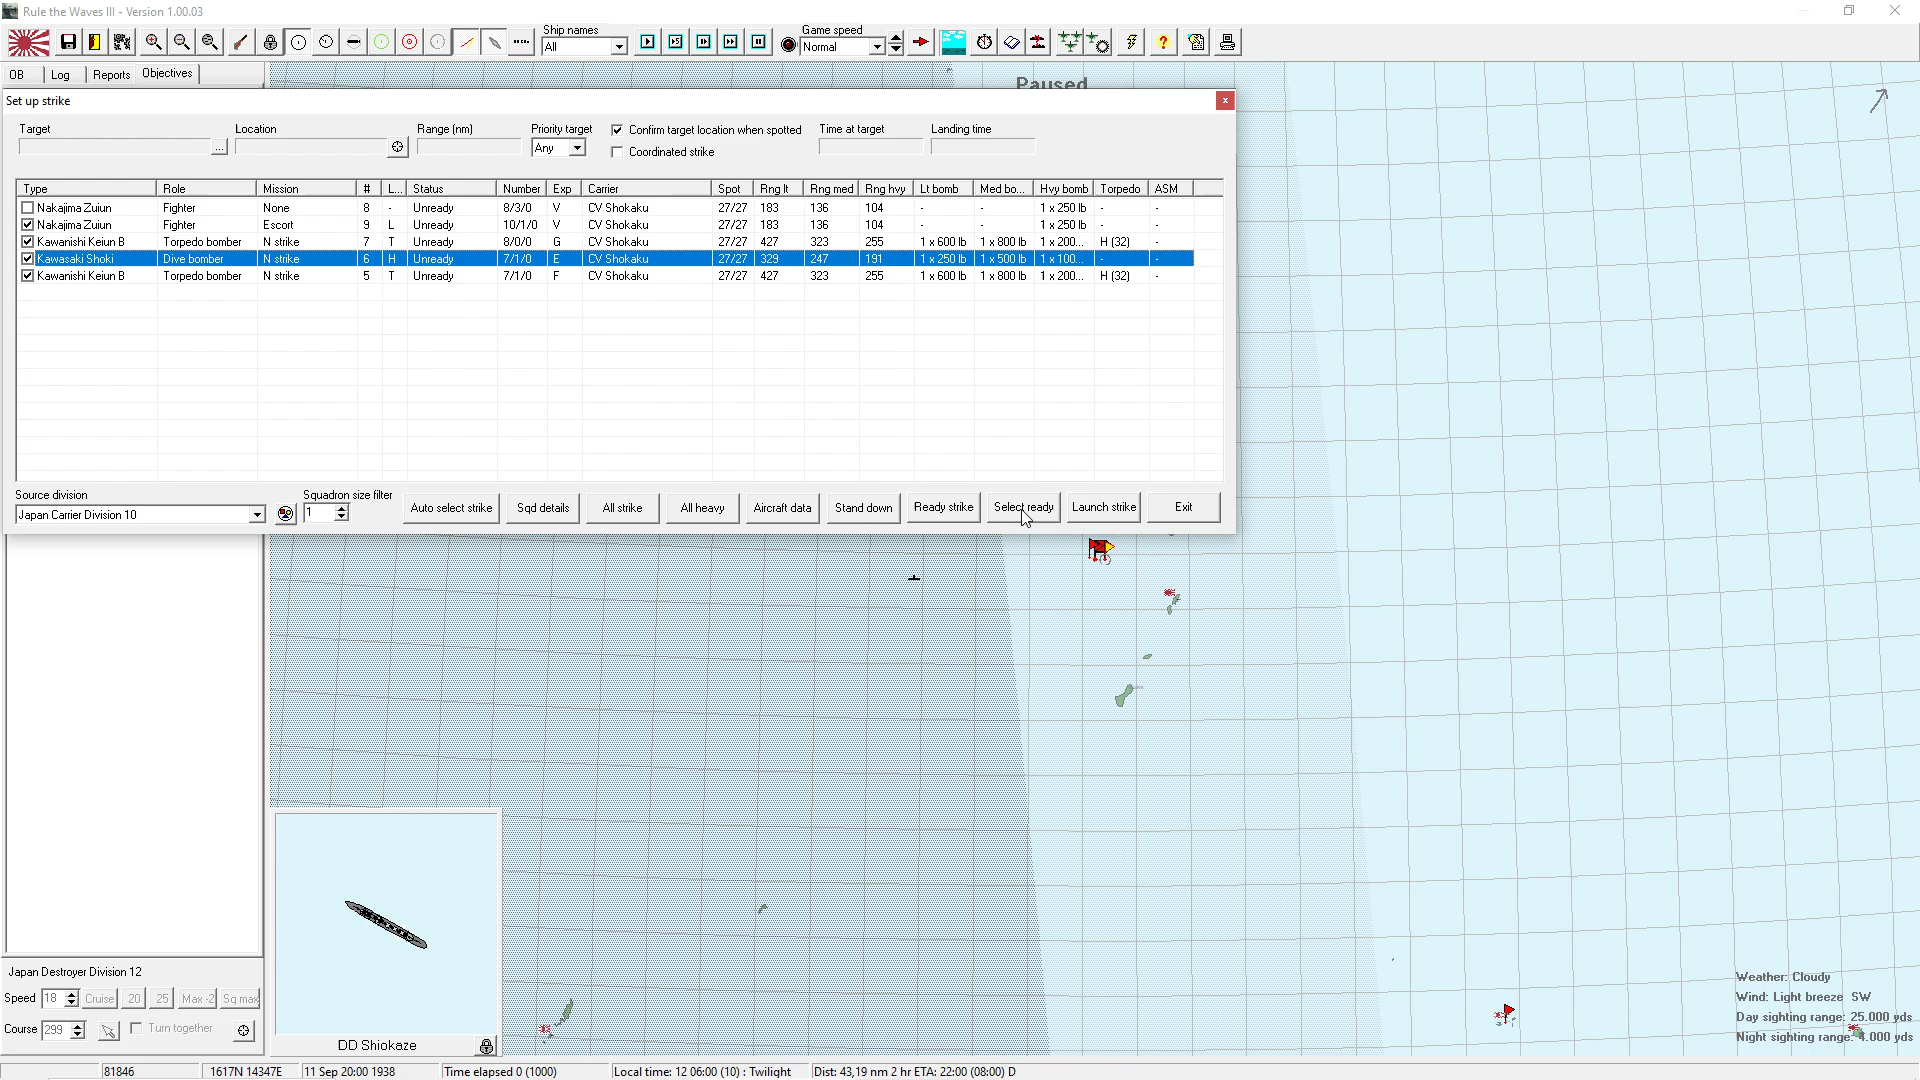 Rule the Waves III - Version 1.00.03
Ship names
All
Game speed
Normal
OB Log Reports Objectives
Paused
Set up strike
Target Location Range (nm) Priority target Confirm target location when spotted Time at target Landing time
... Any Coordinated strike
Type Role Mission # L... Status Number Exp Carrier Spot Rng lt Rng med Rng hvy Lt bomb Med bo... Hvy bomb Torpedo ASM
Nakajima Zuiun Fighter None 8 - Unready 8/3/0 V CV Shokaku 27/27 183 136 104 - - 1 x 250 lb - -
Nakajima Zuiun Fighter Escort 9 L Unready 10/1/0 V CV Shokaku 27/27 183 136 104 - - 1 x 250 lb - -
Kawanishi Keiun B Torpedo bomber N strike 7 T Unready 8/0/0 G CV Shokaku 27/27 427 323 255 1 x 600 lb 1 x 800 lb 1 x 200... H (32) -
Kawasaki Shoki Dive bomber N strike 6 H Unready 7/1/0 E CV Shokaku 27/27 329 247 191 1 x 250 lb 1 x 500 lb 1 x 100... - -
Kawanishi Keiun B Torpedo bomber N strike 5 T Unready 7/1/0 F CV Shokaku 27/27 427 323 255 1 x 600 lb 1 x 800 lb 1 x 200... H (32) -
Source division Squadron size filter
Japan Carrier Division 10 1 Auto select strike Sqd details All strike All heavy Aircraft data Stand down Ready strike Select ready Launch strike Exit
Japan Destroyer Division 12
Speed 18 Cruise 20 25 Max -2 Sq max
Course 299 Turn together
DD Shiokaze
Weather: Cloudy
Wind: Light breeze SW
Day sighting range: 25.000 yds
Night sighting range: 4.000 yds
81846 1617N 14347E 11 Sep 20:00 1938 Time elapsed 0 (1000) Local time: 12 06:00 (10) : Twilight Dist: 43,19 nm 2 hr ETA: 22:00 (08:00) D